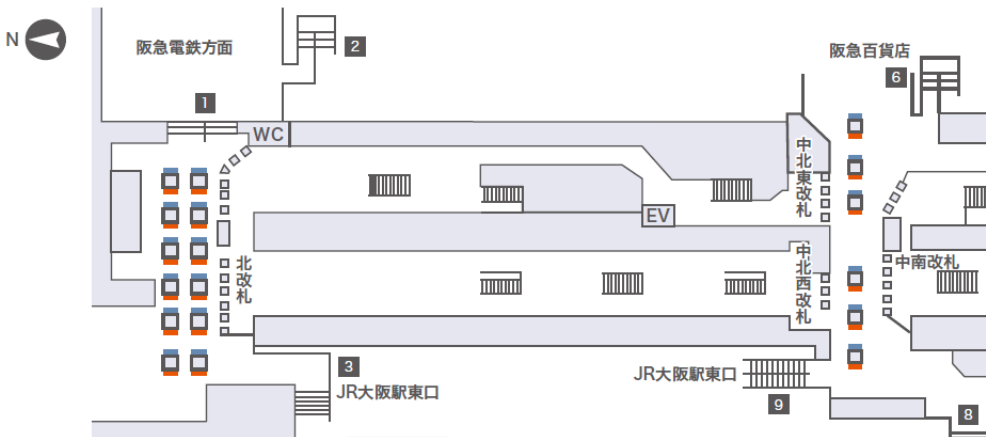 N
阪急電鉄方面
2
阪急百貨店
6
1
WC
中北東改札
EV
北改札
中北西改札
中南改札
3
JR大阪駅東口
JR大阪駅東口
9
8